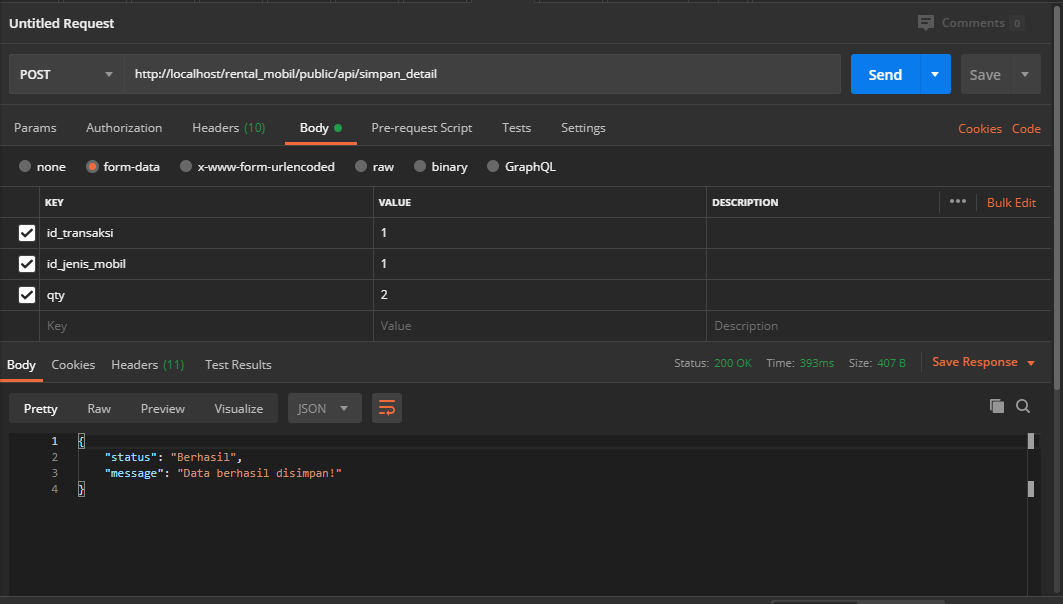 Untitled Request
Comments 0
POST
http://localhost/rental_mobil/public/api/simpan_detail
Send
Save
Params Authorization Headers (10) Body Pre-request Script Tests Settings Cookies Code
none form-data x-www-form-urlencoded raw binary GraphQL
KEY VALUE DESCRIPTION ••• Bulk Edit
id_transaksi 1
id_jenis_mobil 1
qty 2
Key Value Description
Body Cookies Headers (11) Test Results Status: 200 OK Time: 393ms Size: 407 B Save Response
Pretty Raw Preview Visualize JSON
1 {
2 "status": "Berhasil",
3 "message": "Data berhasil disimpan!"
4 }